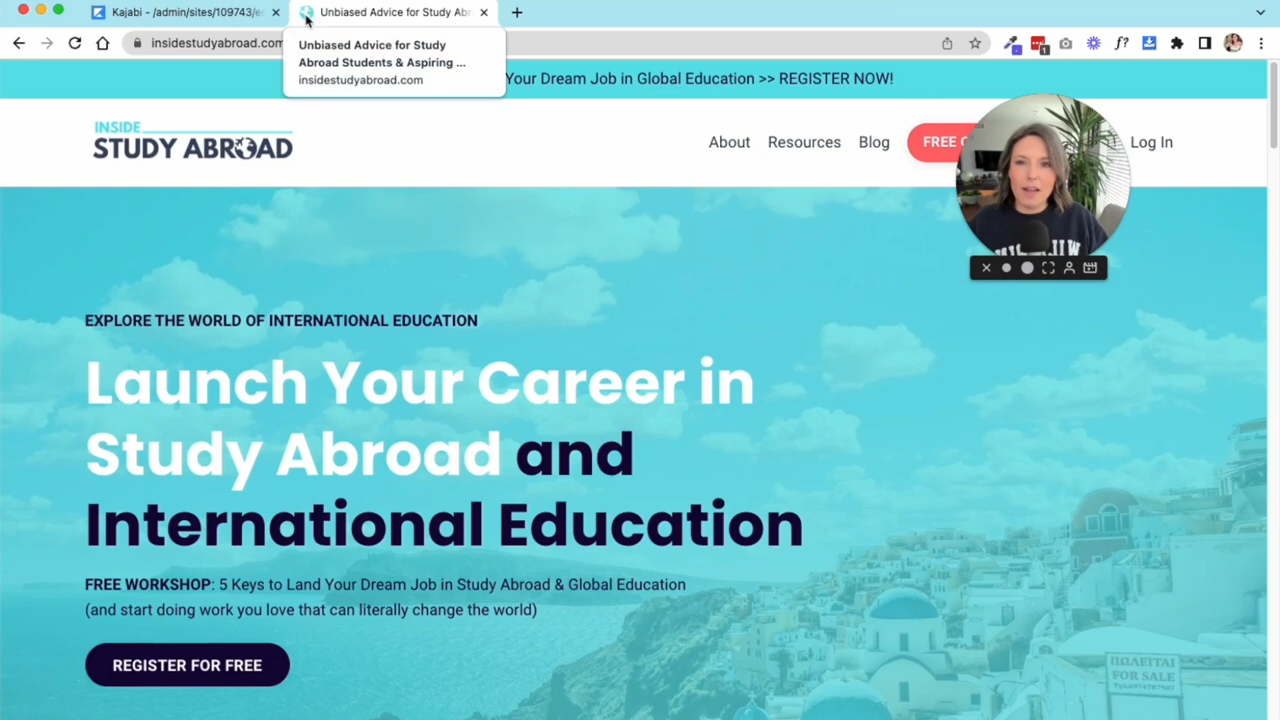 Kajabi - /admin/sites/109743/e
Unbiased Advice for Study Abr
insidestudyabroad.com
Unbiased Advice for Study
Abroad Students & Aspiring ...
insidestudyabroad.com
1
f?
Your Dream Job in Global Education >> REGISTER NOW!
INSIDE
STUDY ABROAD
About
Resources
Blog
FREE
Log In
EXPLORE THE WORLD OF INTERNATIONAL EDUCATION
Launch Your Career in
Study Abroad and
International Education
FREE WORKSHOP: 5 Keys to Land Your Dream Job in Study Abroad & Global Education
(and start doing work you love that can literally change the world)
REGISTER FOR FREE
ΠΩΛΕΙΤΑΙ
FOR SALE